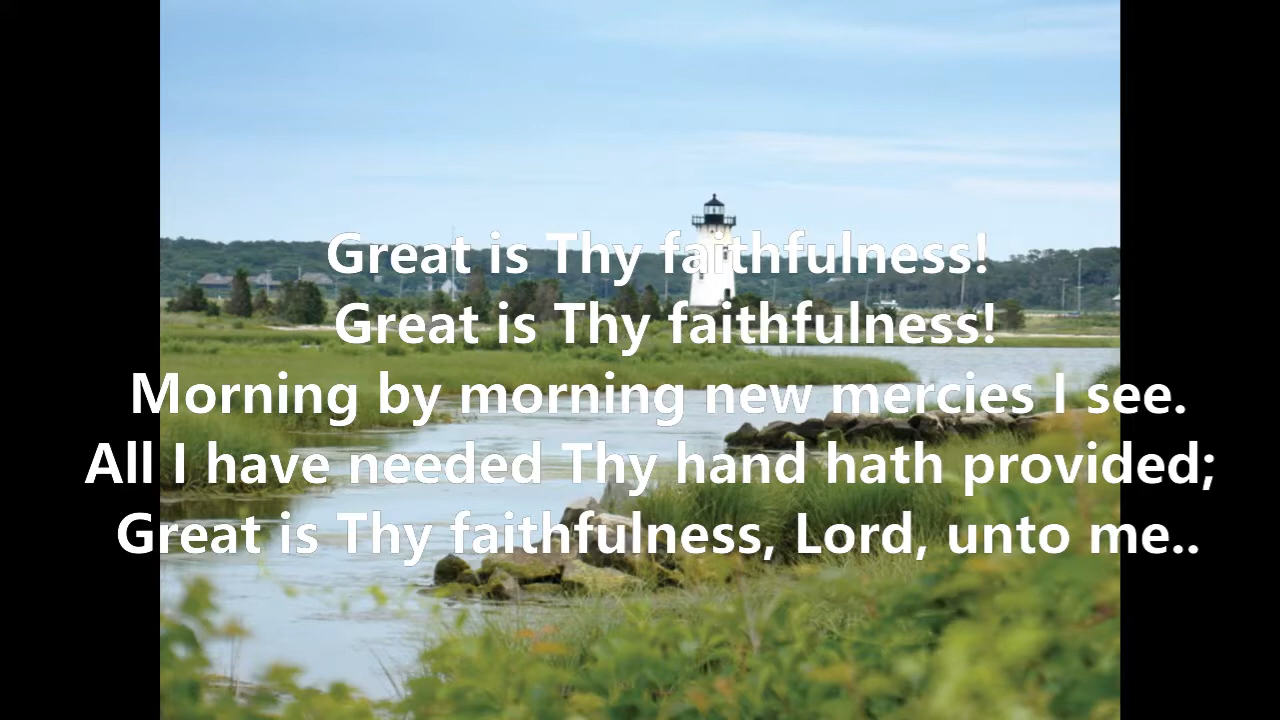 Great is Thy faithfulness!
Great is Thy faithfulness!
Morning by morning new mercies I see.
All I have needed Thy hand hath provided;
Great is Thy faithfulness, Lord, unto me..